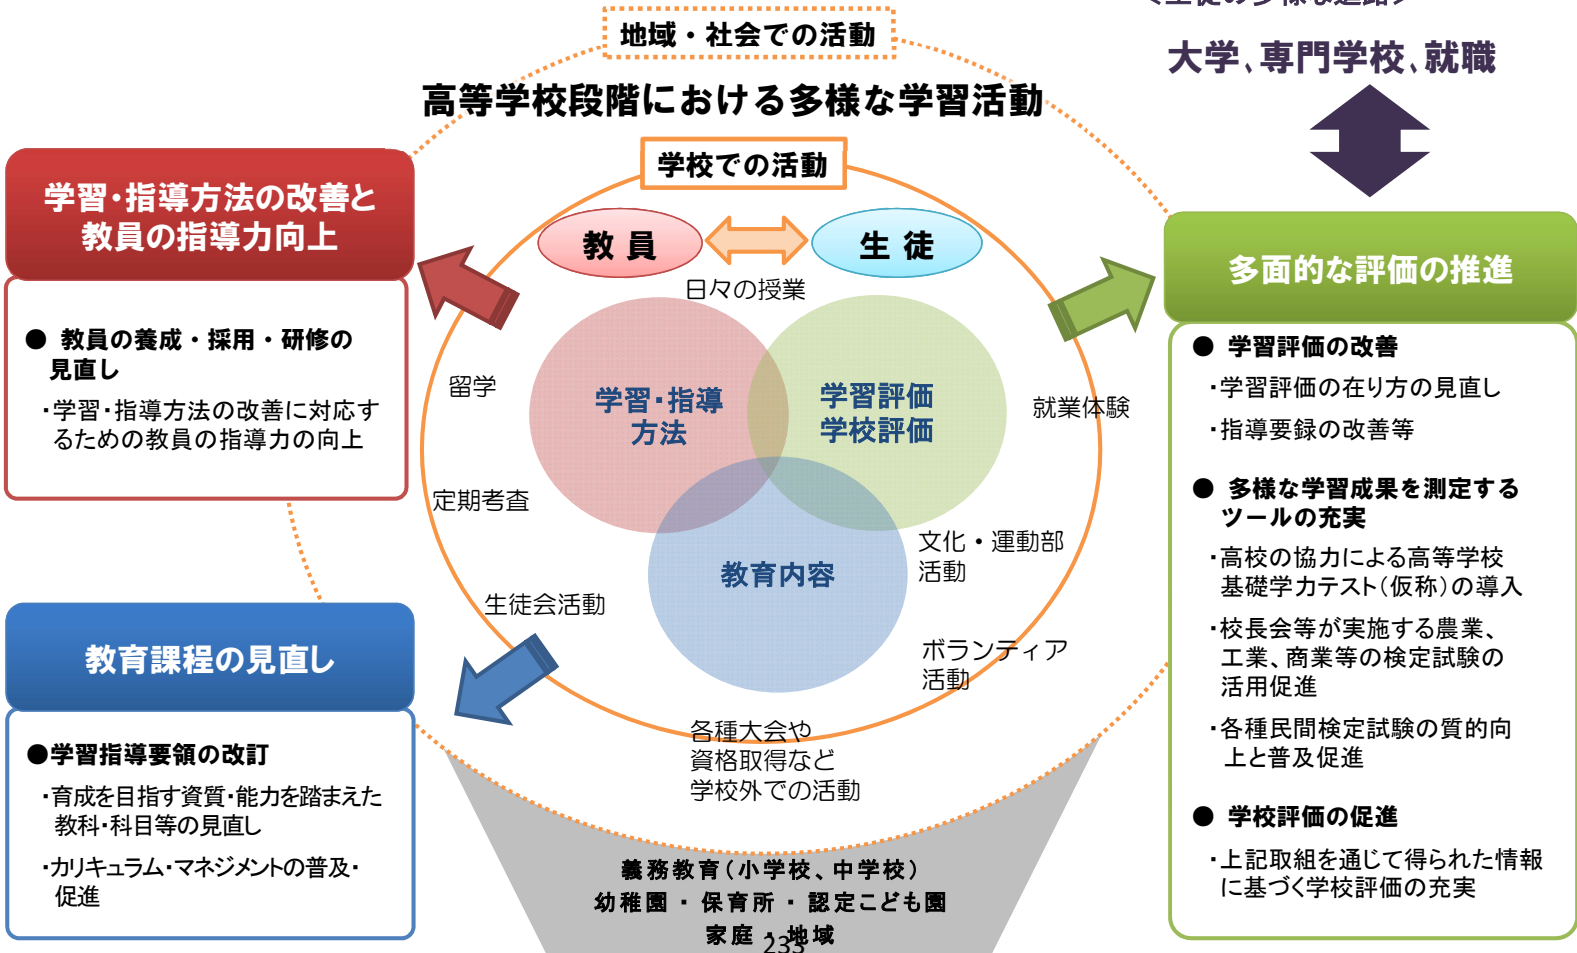 地域・社会での活動
大学、専門学校、就職
高等学校段階における多様な学習活動
学校での活動
学習・指導方法の改善と
教員の指導力向上
● 教員の養成・採用・研修の
見直し
・学習・指導方法の改善に対応す
るための教員の指導力の向上
教育課程の見直し
●学習指導要領の改訂
・育成を目指す資質・能力を踏まえた
教科・科目等の見直し
・カリキュラム・マネジメントの普及・
促進
教員
生徒
日々の授業
留学
学習・指導
方法
学習評価
学校評価
就業体験
定期考査
文化・運動部
活動
教育内容
生徒会活動
ボランティア
活動
各種大会や
資格取得など
学校外での活動
義務教育(小学校、中学校)
幼稚園・保育所・認定こども園
家庭・地域
233
多面的な評価の推進
● 学習評価の改善
・学習評価の在り方の見直し
・指導要録の改善等
● 多様な学習成果を測定する
ツールの充実
・高校の協力による高等学校
基礎学力テスト(仮称)の導入
・校長会等が実施する農業、
工業、商業等の検定試験の
活用促進
・各種民間検定試験の質的向
上と普及促進
● 学校評価の促進
・上記取組を通じて得られた情報
に基づく学校評価の充実